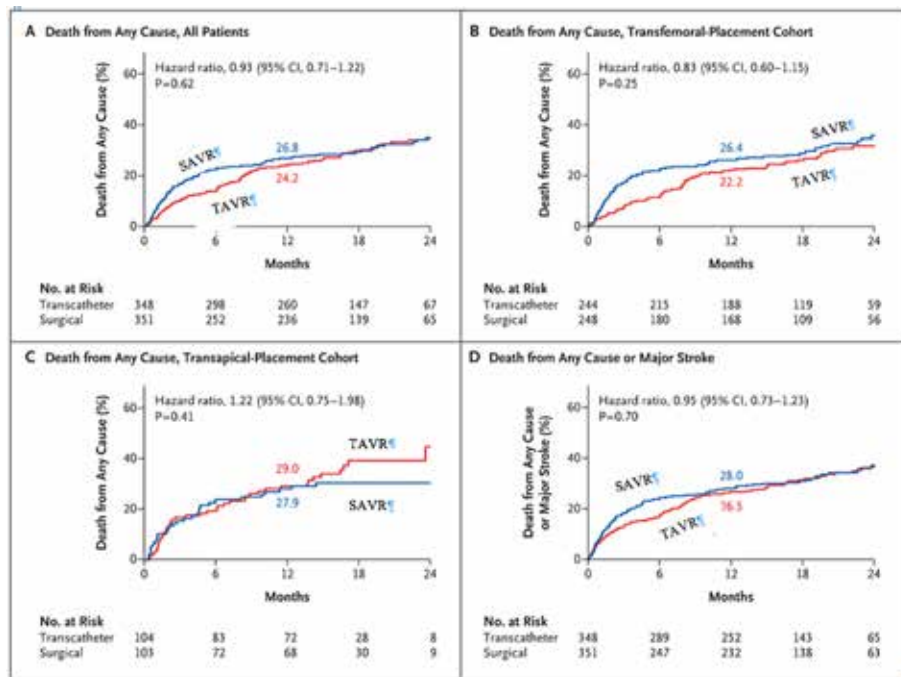 A Death from Any Cause, All Patients
Hazard ratio, 0.93 (95% CI, 0.71–1.22)
P=0.62
Death from Any Cause (%)
60
40
20
0
SAVR¶
26.8
24.2
TAVR¶
0 6 12 18 24
Months
No. at Risk
Transcatheter 348 298 260 147 67
Surgical 351 252 236 139 65
B Death from Any Cause, Transfemoral-Placement Cohort
Hazard ratio, 0.83 (95% CI, 0.60–1.15)
P=0.25
Death from Any Cause (%)
60
40
20
0
SAVR¶
26.4
22.2
TAVR¶
0 6 12 18 24
Months
No. at Risk
Transcatheter 244 215 188 119 59
Surgical 248 180 168 109 56
C Death from Any Cause, Transapical-Placement Cohort
Hazard ratio, 1.22 (95% CI, 0.75–1.98)
P=0.41
Death from Any Cause (%)
60
40
20
0
TAVR¶
29.0
27.9
SAVR¶
0 6 12 18 24
Months
No. at Risk
Transcatheter 104 83 72 28 8
Surgical 103 72 68 30 9
D Death from Any Cause or Major Stroke
Hazard ratio, 0.95 (95% CI, 0.73–1.23)
P=0.70
Death from Any Cause
or Major Stroke (%)
60
40
20
0
SAVR¶
28.0
TAVR¶
0 6 12 18 24
Months
No. at Risk
Transcatheter 348 289 252 143 65
Surgical 351 247 232 138 63